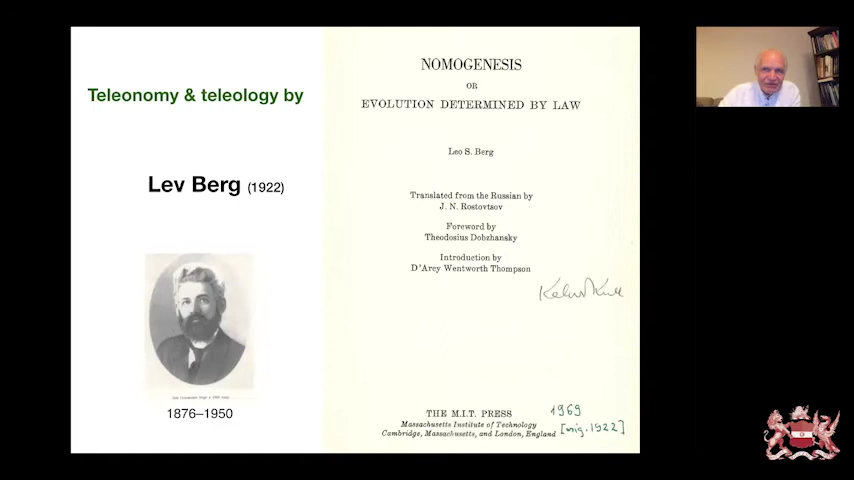 Teleonomy & teleology by
Lev Berg (1922)
1876–1950
NOMOGENESIS
OR
EVOLUTION DETERMINED BY LAW
Leo S. Berg
Translated from the Russian by
J. N. Rostovtsov
Foreword by
Theodosius Dobzhansky
Introduction by
D'Arcy Wentworth Thompson
Kalevi Kull
THE M.I.T. PRESS
Massachusetts Institute of Technology
Cambridge, Massachusetts, and London, England
1969
[orig. 1922]